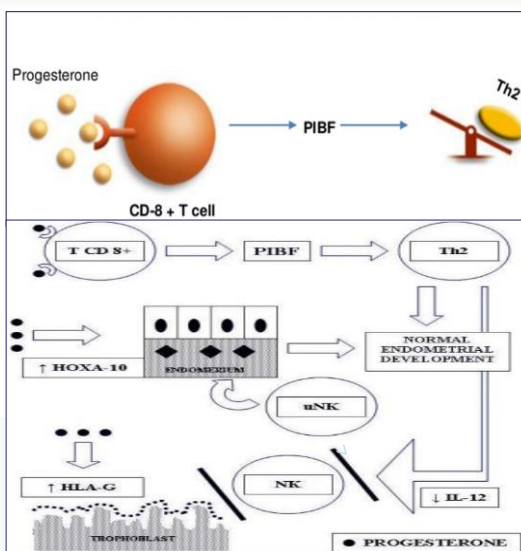 Progesterone
Th2
PIBF
CD-8 + T cell
T CD 8+
PIBF
Th2
↑ HOXA-10
ENDOMERIUM
NORMAL
ENDOMETRIAL
DEVELOPMENT
uNK
↑ HLA-G
NK
↓ IL-12
TROPHOBLAST
PROGESTERONE